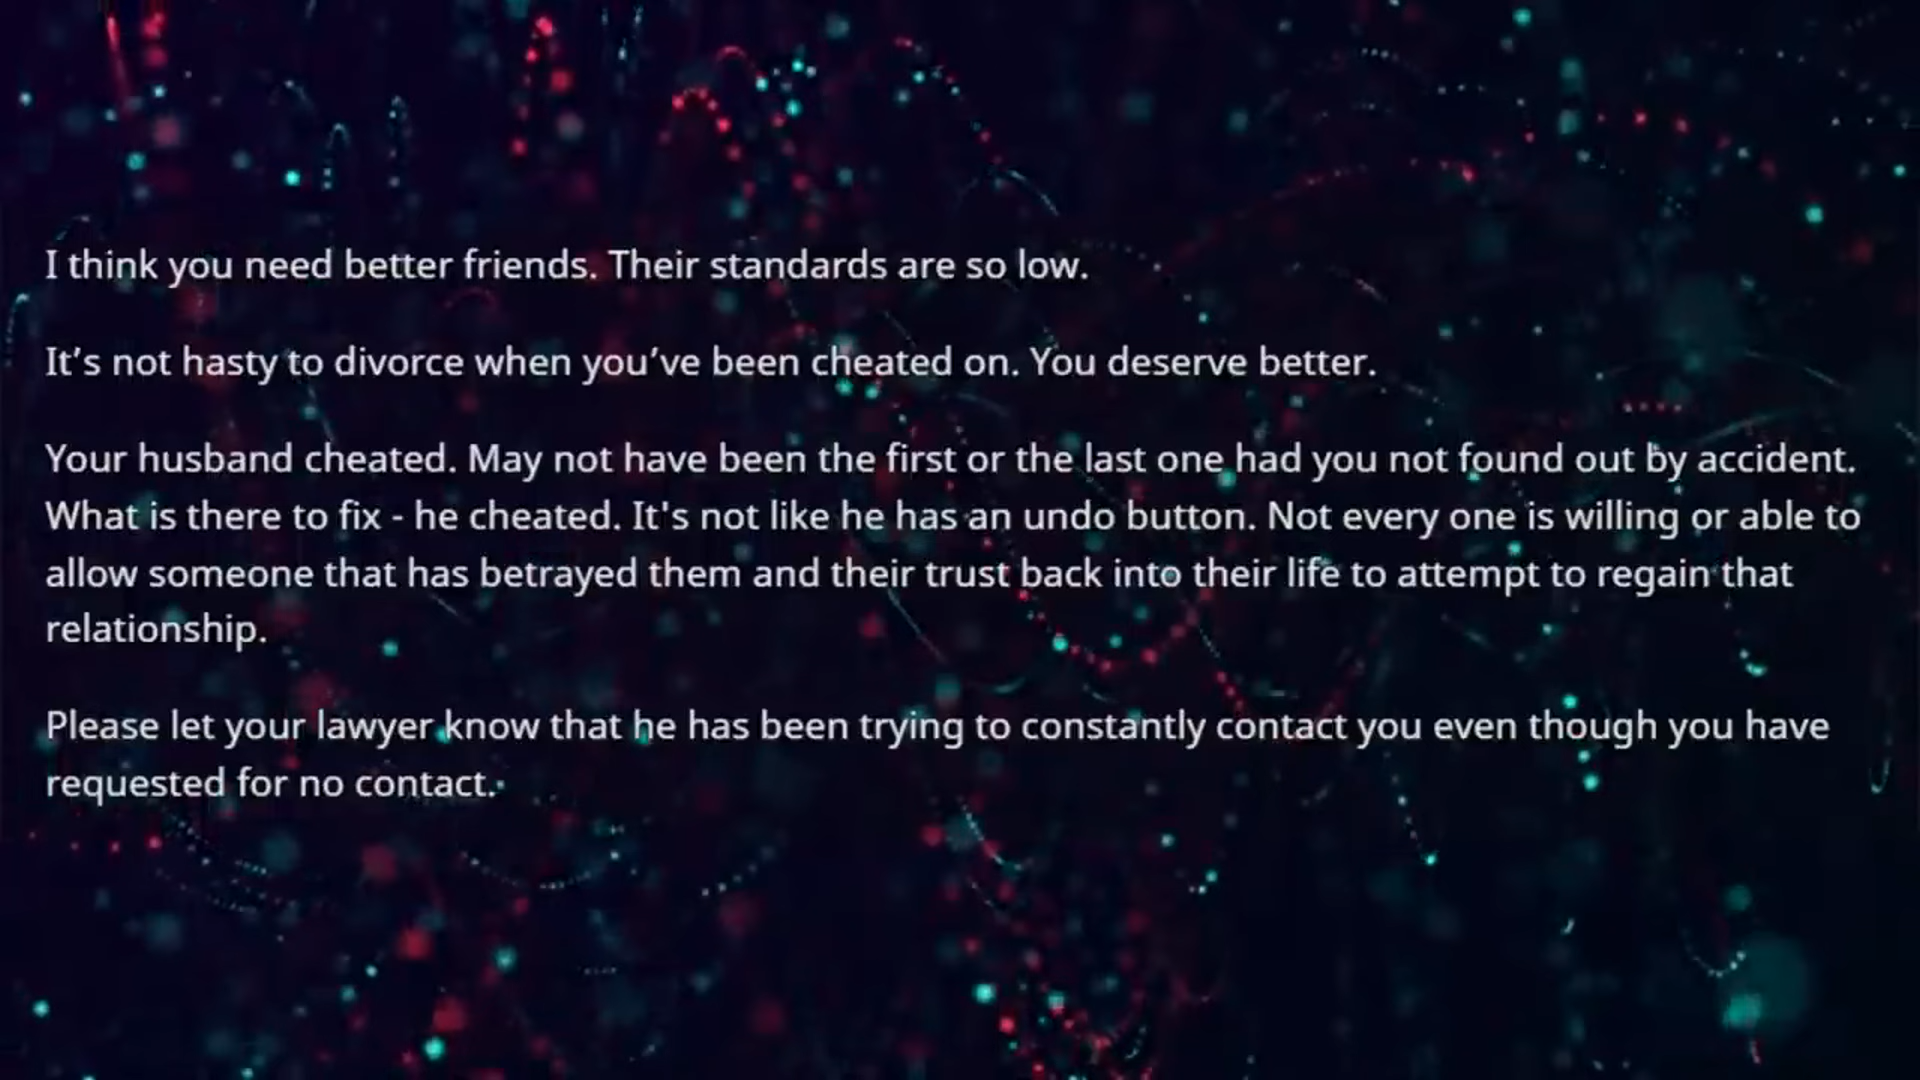 I think you need better friends. Their standards are so low.
It’s not hasty to divorce when you’ve been cheated on. You deserve better.
Your husband cheated. May not have been the first or the last one had you not found out by accident.
What is there to fix - he cheated. It's not like he has an undo button. Not every one is willing or able to
allow someone that has betrayed them and their trust back into their life to attempt to regain that
relationship.
Please let your lawyer know that he has been trying to constantly contact you even though you have
requested for no contact.